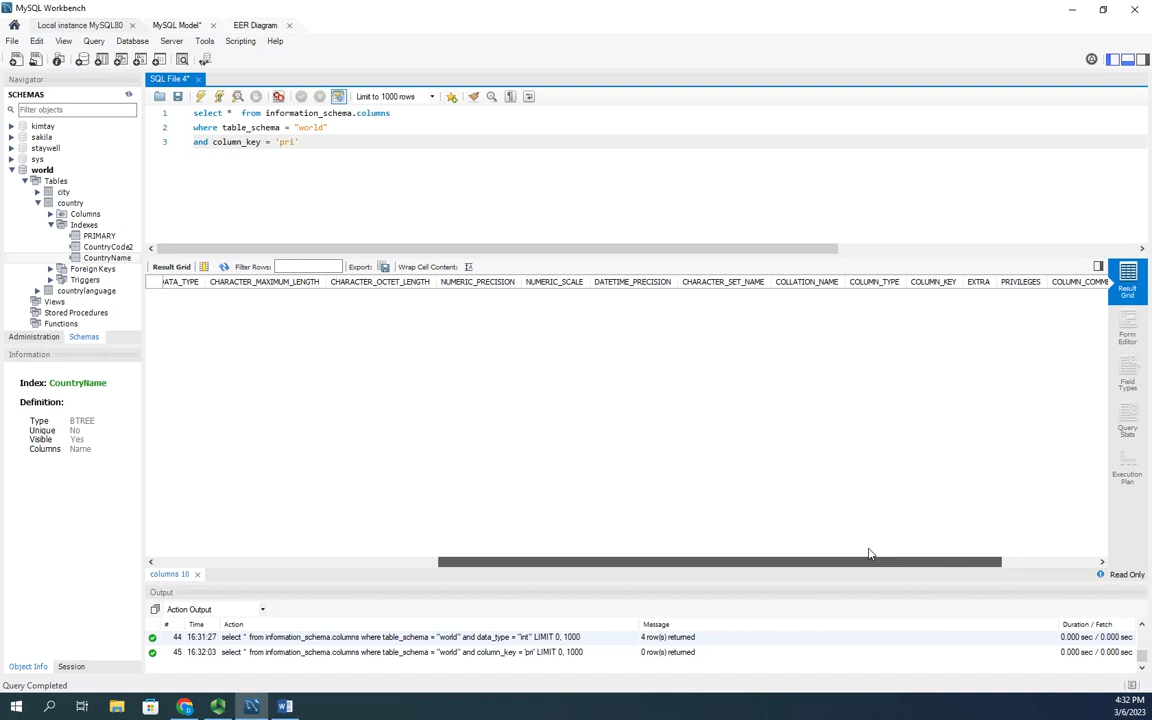 MySQL Workbench
Local instance MySQL80 MySQL Model* EER Diagram
File Edit View Query Database Server Tools Scripting Help
Navigator
SCHEMAS
Filter objects
kimtay
sakila
staywell
sys
world
Tables
city
country
Columns
Indexes
PRIMARY
CountryCode2
CountryName
Foreign Keys
Triggers
countrylanguage
Views
Stored Procedures
Functions
Administration Schemas
Information
Index: CountryName
Definition:
Type BTREE
Unique No
Visible Yes
Columns Name
Object Info Session
Query Completed
SQL File 4*
Limit to 1000 rows
1 select *  from information_schema.columns
2 where table_schema = "world"
3 and column_key = 'pri'
Result Grid Filter Rows: Export: Wrap Cell Content:
DATA_TYPE CHARACTER_MAXIMUM_LENGTH CHARACTER_OCTET_LENGTH NUMERIC_PRECISION NUMERIC_SCALE DATETIME_PRECISION CHARACTER_SET_NAME COLLATION_NAME COLUMN_TYPE COLUMN_KEY EXTRA PRIVILEGES COLUMN_COMME
Result Grid
Form Editor
Field Types
Query Stats
Execution Plan
columns 10
Read Only
Output
Action Output
# Time Action Message Duration / Fetch
44 16:31:27 select * from information_schema.columns where table_schema = "world" and data_type = "int" LIMIT 0, 1000 4 row(s) returned 0.000 sec / 0.000 sec
45 16:32:03 select * from information_schema.columns where table_schema = "world" and column_key = 'pri' LIMIT 0, 1000 0 row(s) returned 0.000 sec / 0.000 sec
4:32 PM
3/6/2023